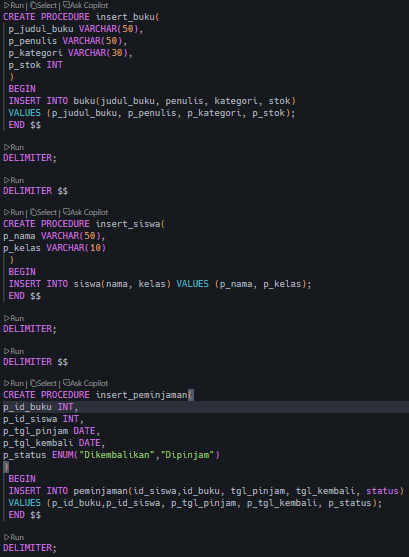 Run | Select | Ask Copilot
CREATE PROCEDURE insert_buku(
p_judul_buku VARCHAR(50),
p_penulis VARCHAR(50),
p_kategori VARCHAR(30),
p_stok INT
)
BEGIN
INSERT INTO buku(judul_buku, penulis, kategori, stok)
VALUES (p_judul_buku, p_penulis, p_kategori, p_stok);
END $$
Run
DELIMITER;
Run
DELIMITER $$
Run | Select | Ask Copilot
CREATE PROCEDURE insert_siswa(
p_nama VARCHAR(50),
p_kelas VARCHAR(10)
)
BEGIN
INSERT INTO siswa(nama, kelas) VALUES (p_nama, p_kelas);
END $$
Run
DELIMITER;
Run
DELIMITER $$
Run | Select | Ask Copilot
CREATE PROCEDURE insert_peminjaman(
p_id_buku INT,
p_id_siswa INT,
p_tgl_pinjam DATE,
p_tgl_kembali DATE,
p_status ENUM("Dikembalikan","Dipinjam")
)
BEGIN
INSERT INTO peminjaman(id_siswa,id_buku, tgl_pinjam, tgl_kembali, status)
VALUES (p_id_buku,p_id_siswa, p_tgl_pinjam, p_tgl_kembali, p_status);
END $$
Run
DELIMITER;